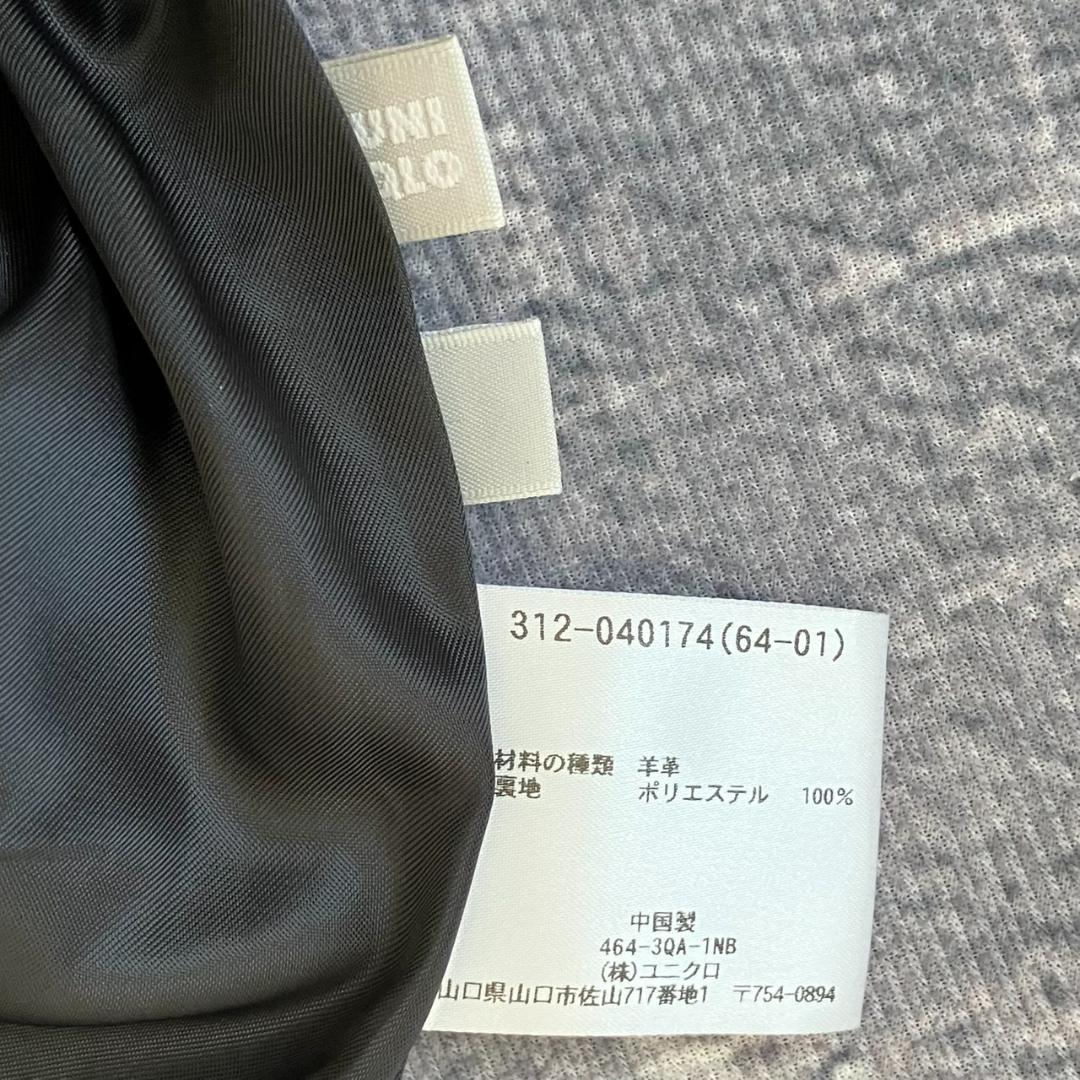 UNI
QLO
312-040174(64-01)
材料の種類 羊革
裏地 ポリエステル 100%
中国製
464-3QA-1NB
(株)ユニクロ
山口県山口市佐山717番地1 〒754-0894